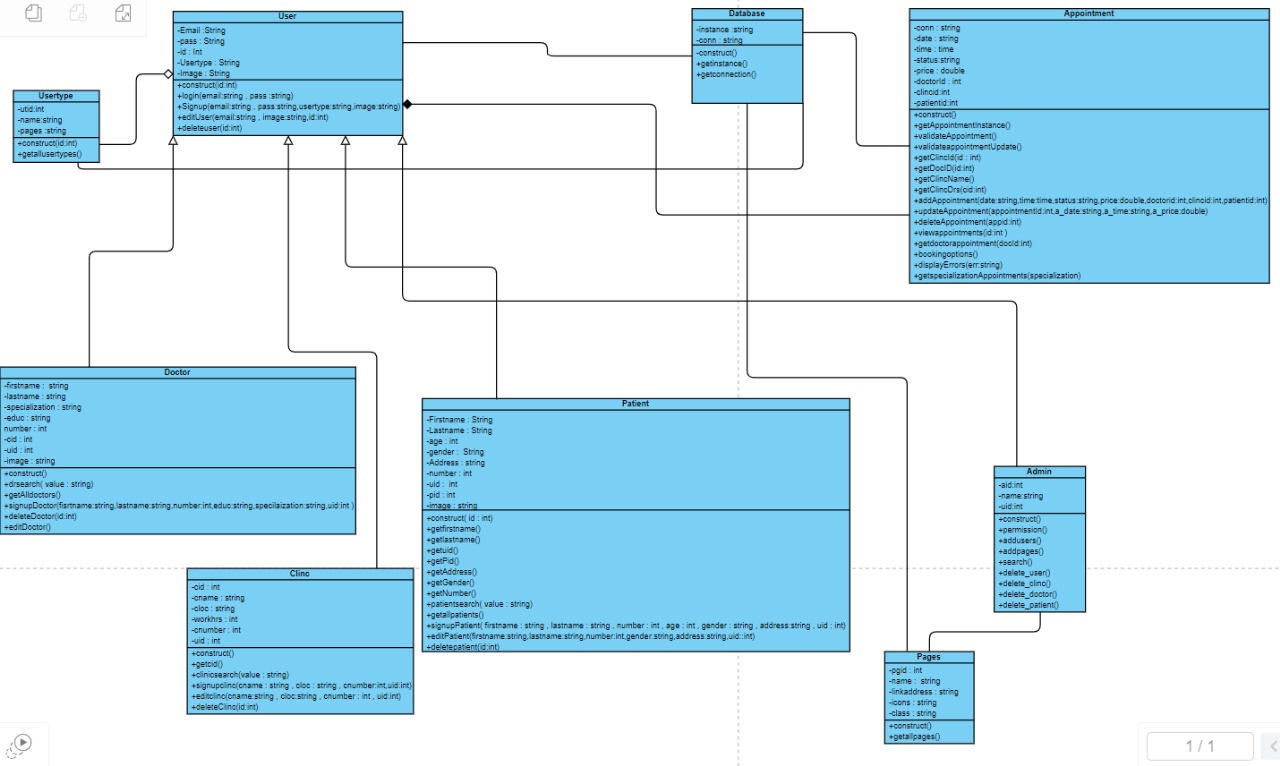 User
-Email :String
-pass : String
-id : Int
-Usertype : String
-Image : String
+construct(id:int)
+login(email:string , pass :string)
+Signup(email:string , pass:string,usertype:string,image:string)
+editUser(email:string , image:string,id:int)
+deleteuser(id:int)
Database
-instance :string
-conn : string
-construct()
+getinstance()
+getconnection()
Appointment
-conn : string
-date : string
-time : time
-status:string
-price : double
-doctorId : int
-clincid:int
-patientid:int
+construct()
+getAppointmentInstance()
+validateAppointment()
+validateappointmentUpdate()
+getClincId(id : int)
+getDocID(id:int)
+getClincName()
+getClincDrs(cid:int)
+addAppointment(date:string,time:time,status:string,price:double,doctorid:int,clincid:int,patientid:int)
+updateAppointment(appointmentId:int,a_date:string,a_time:string,a_price:double)
+deleteAppointment(appid:int)
+viewappointments(id:int )
+getdoctorappointment(docId:int)
+bookingoptions()
+displayErrors(err:string)
+getspecializationAppointments(specialization)
Usertype
-utid:int
-name:string
-pages :string
+construct(id:int)
+getallusertypes()
Doctor
-firstname : string
-lastname : string
-specialization : string
-educ : string
number : int
-cid : int
-uid : int
-image : string
+construct()
+drsearch( value : string)
+getAlldoctors()
+signupDoctor(fisrtname:string,lastname:string,number:int,educ:string,specilaization:string,uid:int )
+deleteDoctor(id:int)
+editDoctor()
Patient
-Firstname : String
-Lastname : String
-age : int
-gender : String
-Address : string
-number : int
-uid : int
-pid : int
-image : string
+construct( id : int)
+getfirstname()
+getlastname()
+getuid()
+getPid()
+getAddress()
+getGender()
+getNumber()
+patientsearch( value : string)
+getallpatients()
+signupPatient( firstname : string , lastname : string , number : int , age : int , gender : string , address:string , uid : int)
+editPatient(firstname:string,lastname:string,number:int,gender:string,address:string,uid::int)
+deletepatient(id:int)
Admin
-aid:int
-name:string
-uid:int
+construct()
+permission()
+addusers()
+addpages()
+search()
+delete_user()
+delete_clinc()
+delete_doctor()
+delete_patient()
Clinc
-cid : int
-cname : string
-cloc : string
-workhrs : int
-cnumber : int
-uid : int
+construct()
+getcid()
+clinicsearch(value : string)
+signupclinc(cname : string , cloc : string , cnumber:int,uid:int)
+editclinc(cname:string , cloc:string , cnumber : int , uid:int)
+deleteClinc(id:int)
Pages
-pgid : int
-name : string
-linkaddress : string
-icons : string
-class : string
+construct()
+getallpages()
1 / 1